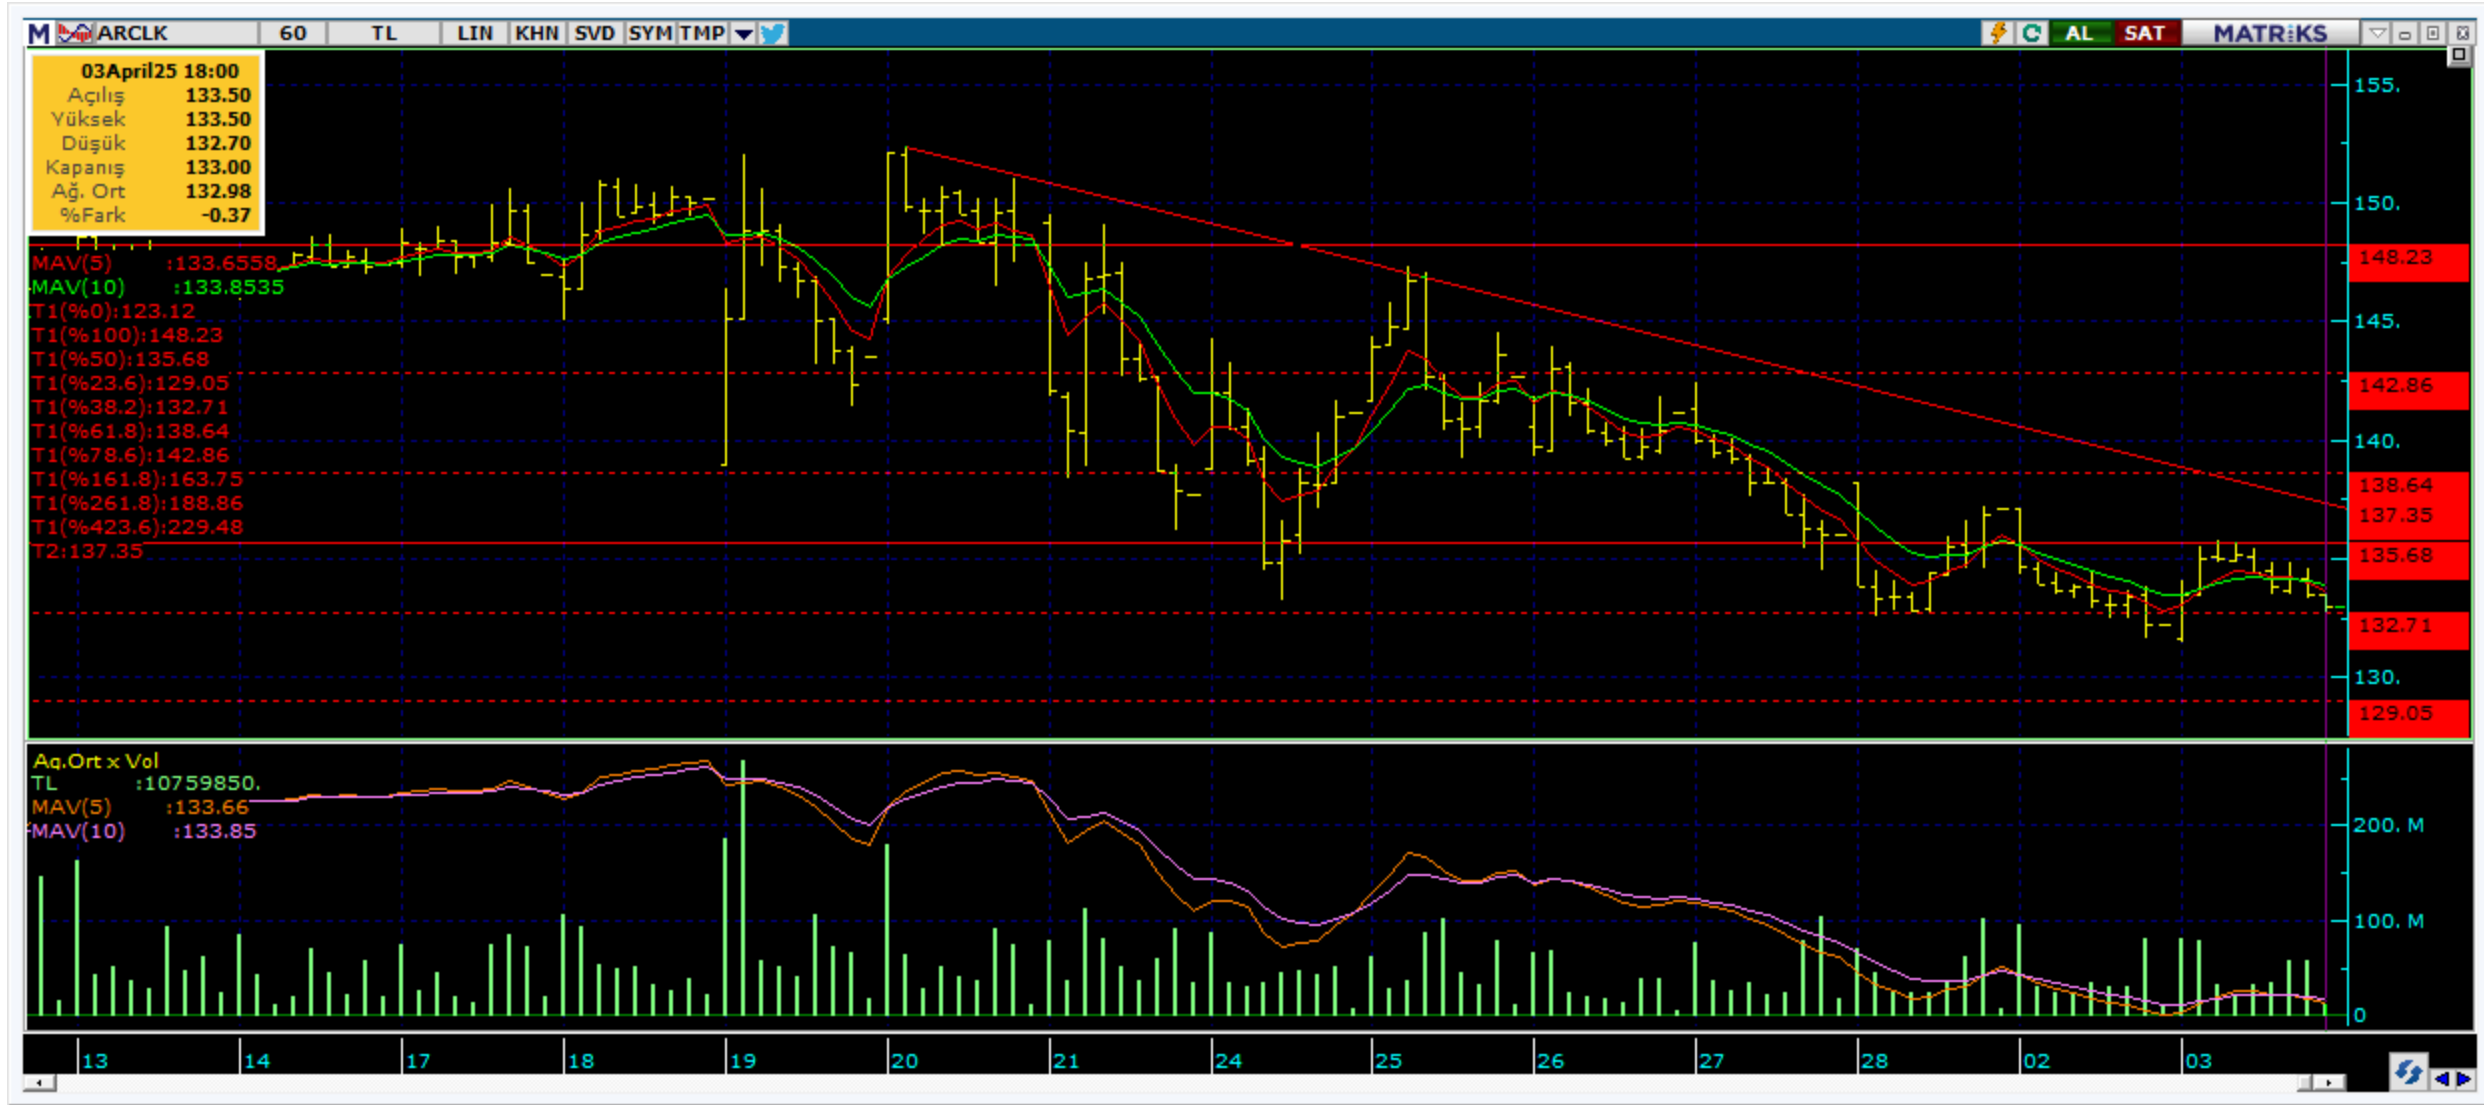 M ARCLK 60 TL LIN KHN SVD SYM TMP AL SAT MATRiKS
03April25 18:00
Açılış 133.50
Yüksek 133.50
Düşük 132.70
Kapanış 133.00
Ağ. Ort 132.98
%Fark -0.37
MAV(5) :133.6558
MAV(10) :133.8535
T1(%0):123.12
T1(%100):148.23
T1(%50):135.68
T1(%23.6):129.05
T1(%38.2):132.71
T1(%61.8):138.64
T1(%78.6):142.86
T1(%161.8):163.75
T1(%261.8):188.86
T1(%423.6):229.48
T2:137.35
155.
150.
148.23
145.
142.86
140.
138.64
137.35
135.68
132.71
130.
129.05
Ag.Ort x Vol
TL :10759850.
MAV(5) :133.66
MAV(10) :133.85
200. M
100. M
0
13 14 17 18 19 20 21 24 25 26 27 28 02 03